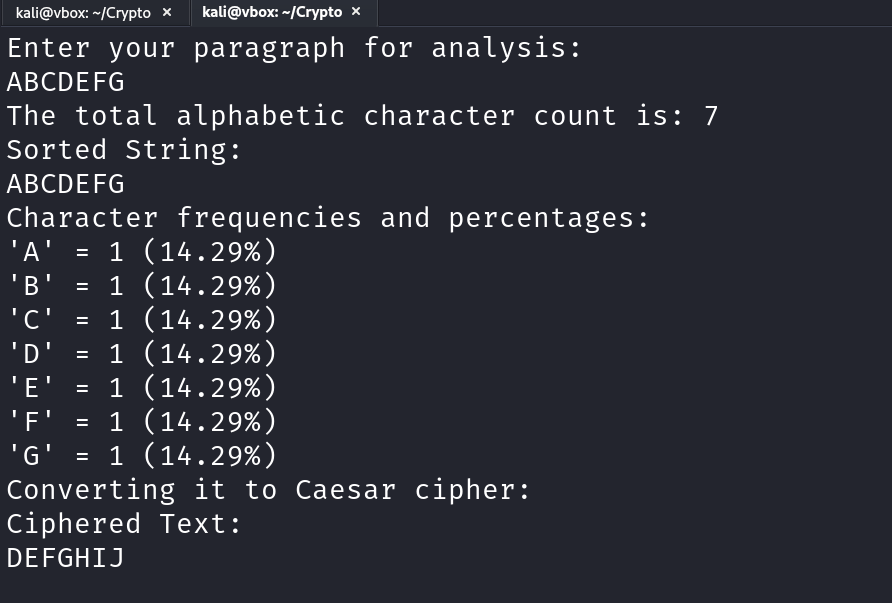 kali@vbox: ~/Crypto × kali@vbox: ~/Crypto ×
Enter your paragraph for analysis:
ABCDEFG
The total alphabetic character count is: 7
Sorted String:
ABCDEFG
Character frequencies and percentages:
'A' = 1 (14.29%)
'B' = 1 (14.29%)
'C' = 1 (14.29%)
'D' = 1 (14.29%)
'E' = 1 (14.29%)
'F' = 1 (14.29%)
'G' = 1 (14.29%)
Converting it to Caesar cipher:
Ciphered Text:
DEFGHIJ